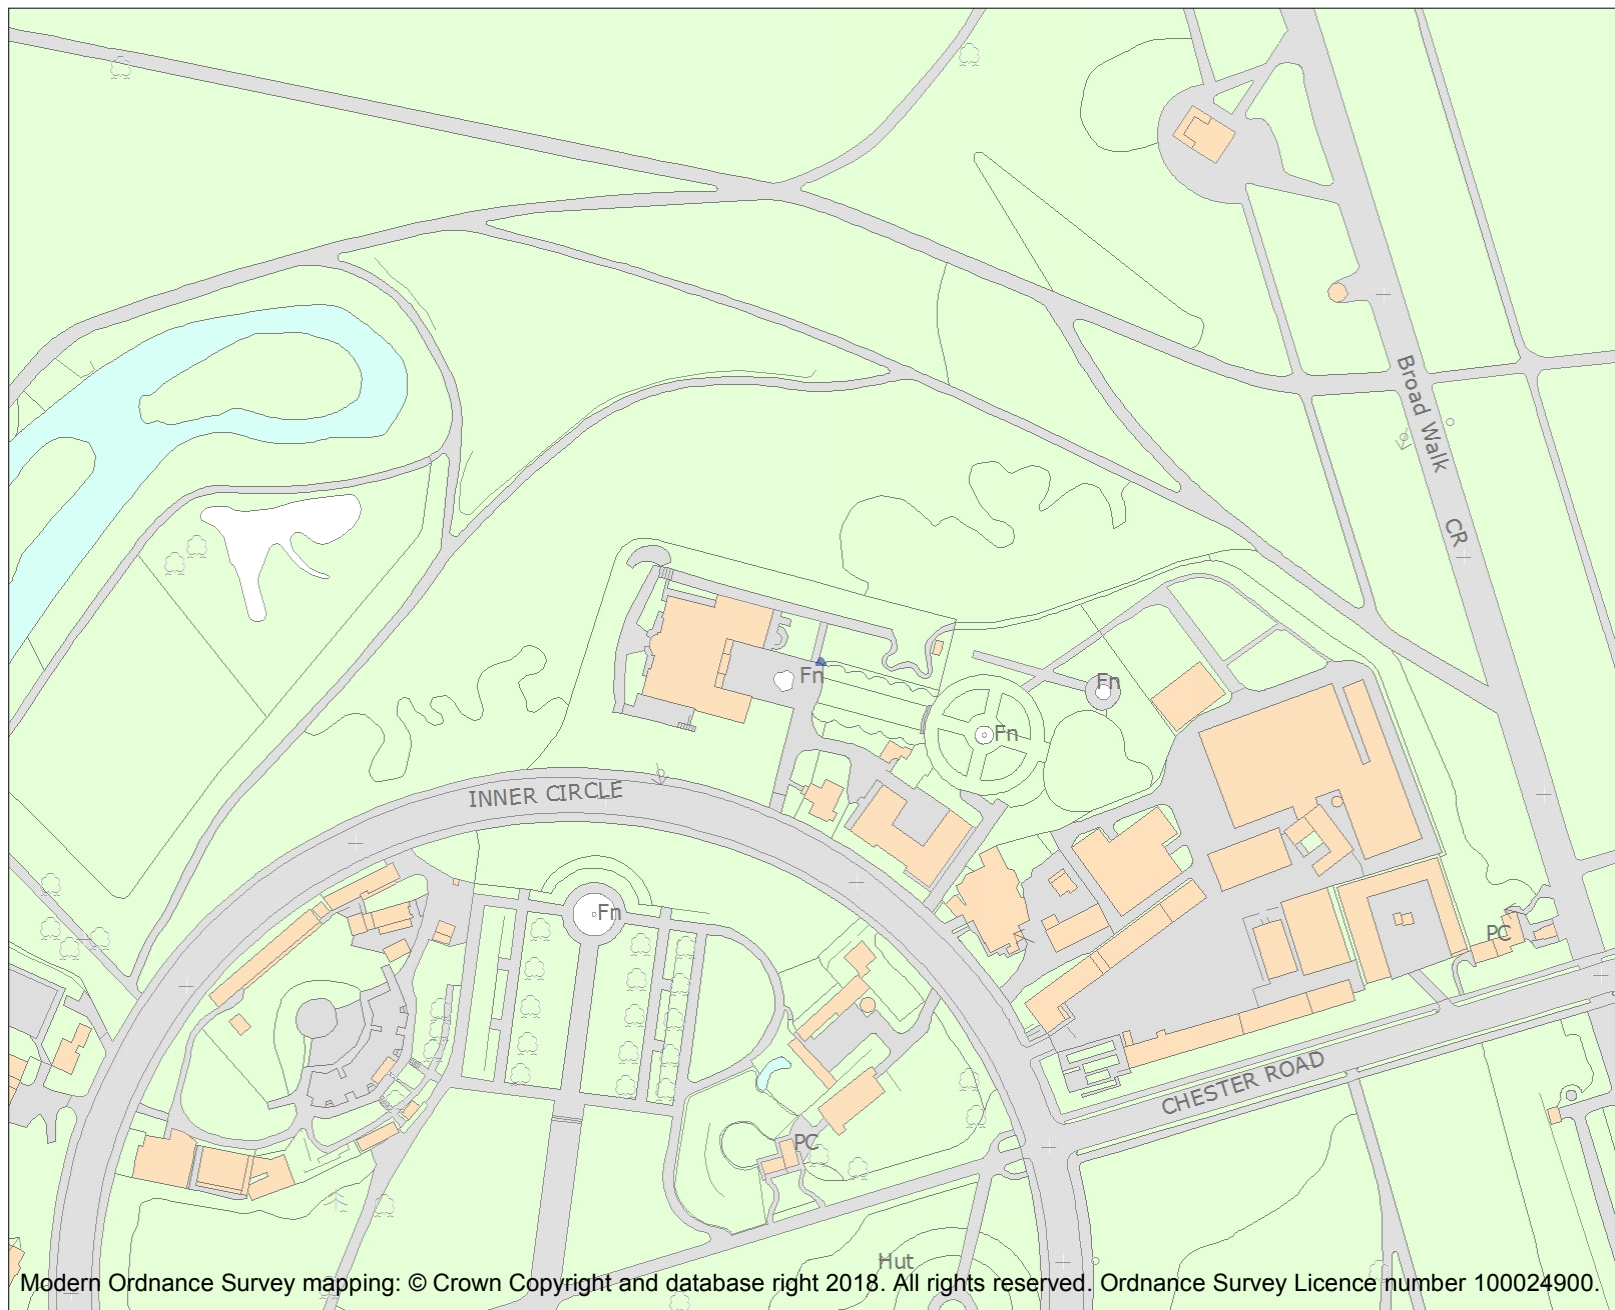 Broad Walk
CR
Fn
Fn
Fn
INNER CIRCLE
Fn
PC
CHESTER ROAD
PC
Hut
Modern Ordnance Survey mapping: © Crown Copyright and database right 2018. All rights reserved. Ordnance Survey Licence number 100024900.